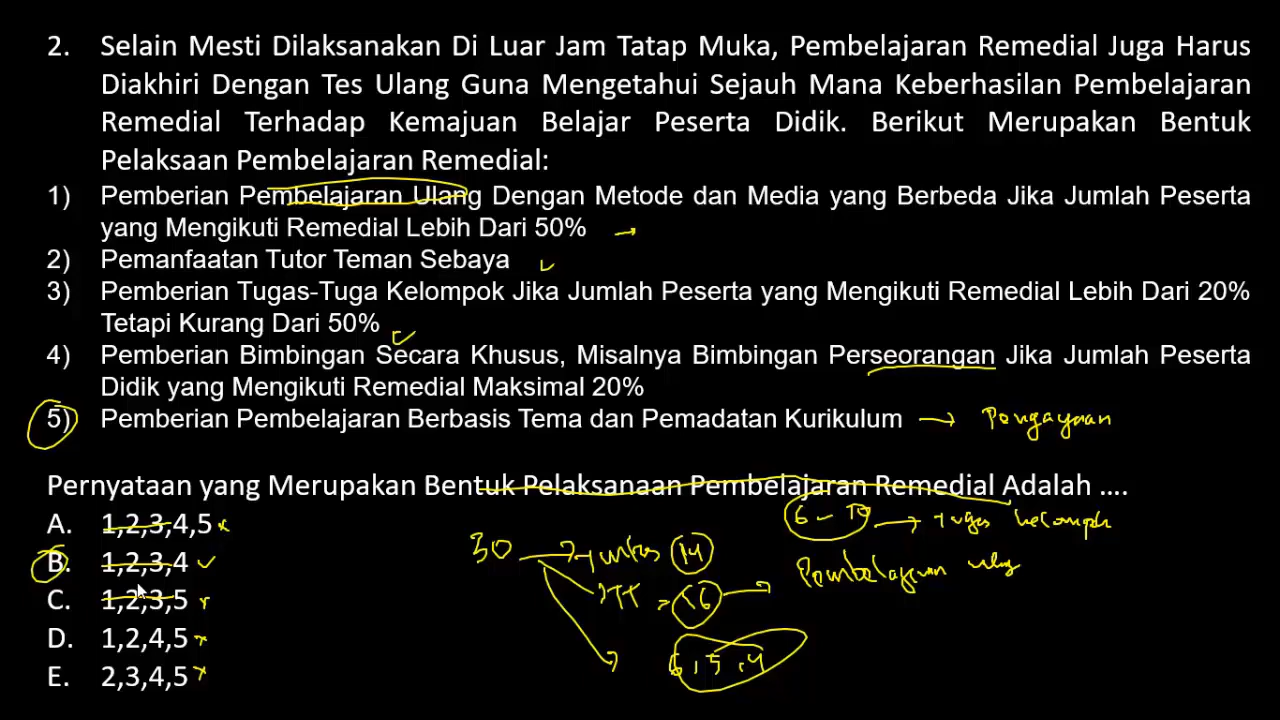 2. Selain Mesti Dilaksanakan Di Luar Jam Tatap Muka, Pembelajaran Remedial Juga Harus
Diakhiri Dengan Tes Ulang Guna Mengetahui Sejauh Mana Keberhasilan Pembelajaran
Remedial Terhadap Kemajuan Belajar Peserta Didik. Berikut Merupakan Bentuk
Pelaksaan Pembelajaran Remedial:
1) Pemberian Pembelajaran Ulang Dengan Metode dan Media yang Berbeda Jika Jumlah Peserta
yang Mengikuti Remedial Lebih Dari 50%
2) Pemanfaatan Tutor Teman Sebaya
3) Pemberian Tugas-Tuga Kelompok Jika Jumlah Peserta yang Mengikuti Remedial Lebih Dari 20%
Tetapi Kurang Dari 50%
4) Pemberian Bimbingan Secara Khusus, Misalnya Bimbingan Perseorangan Jika Jumlah Peserta
Didik yang Mengikuti Remedial Maksimal 20%
5) Pemberian Pembelajaran Berbasis Tema dan Pemadatan Kurikulum → Pengayaan
Pernyataan yang Merupakan Bentuk Pelaksanaan Pembelajaran Remedial Adalah ....
A. 1,2,3,4,5
B. 1,2,3,4
C. 1,2,3,5
D. 1,2,4,5
E. 2,3,4,5
6 - → tugas
30 → tuntas 14
TT = 16 → Pembelajaran
6, 5, 4